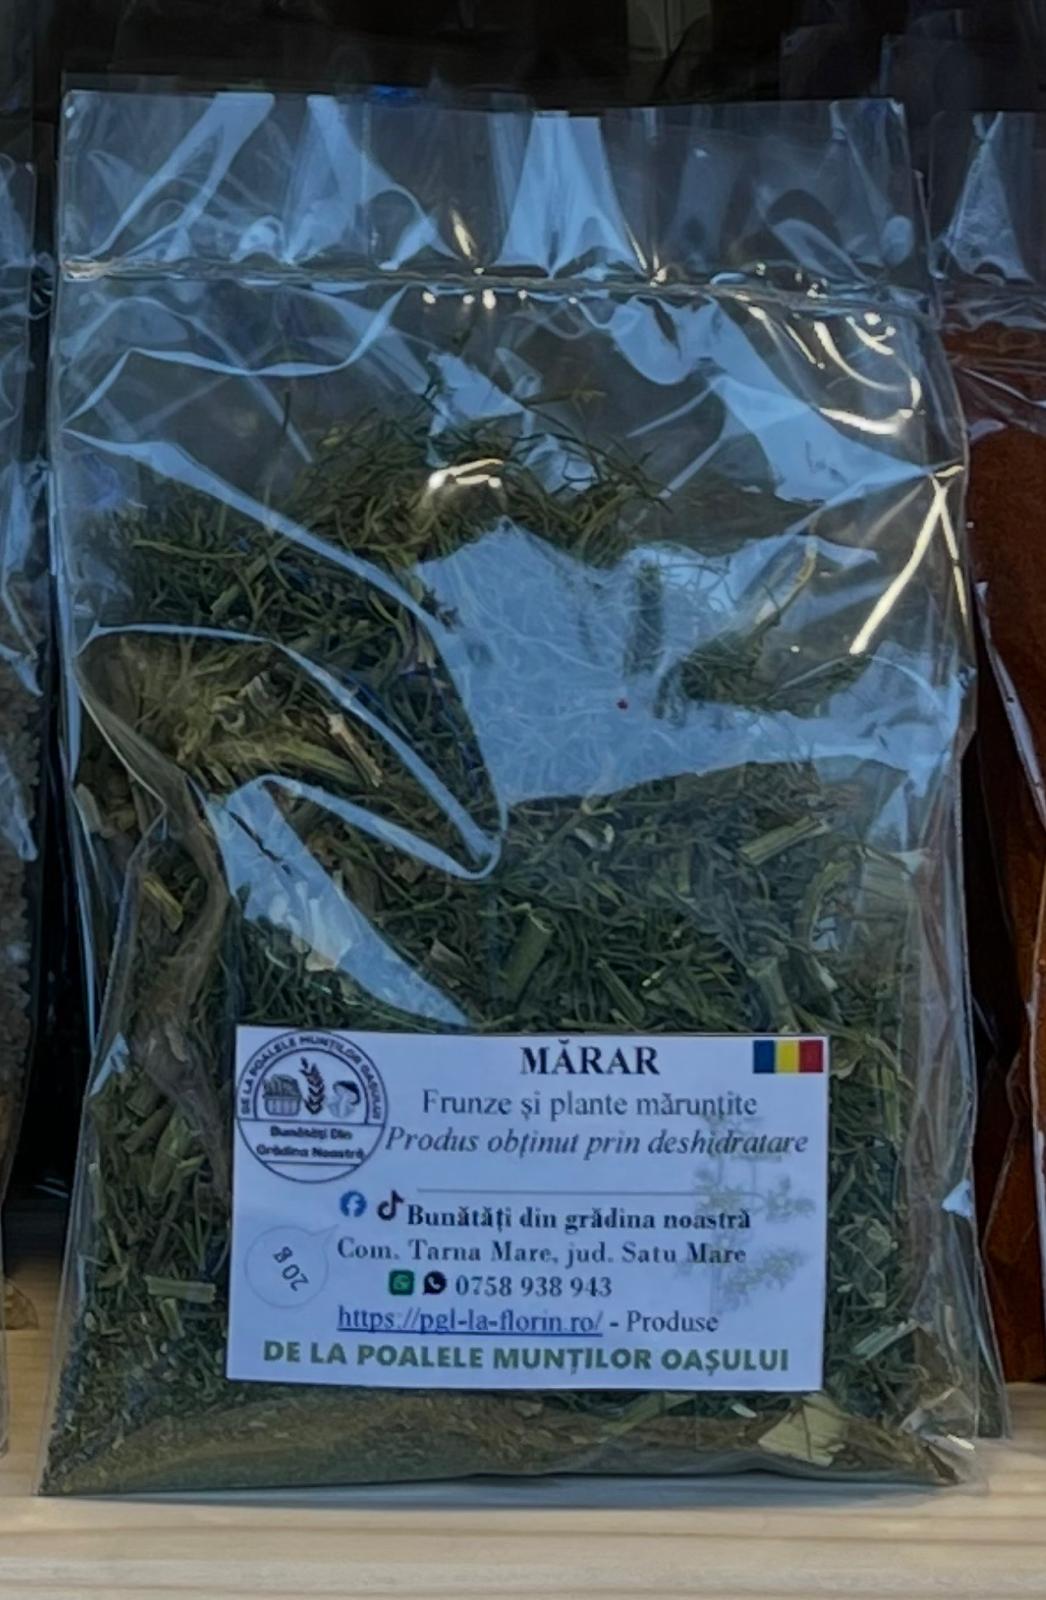 DE LA POALELE MUNȚILOR OAȘULUI
Bunătăți Din
Grădina Noastră
MĂRAR
Frunze și plante mărunțite
Produs obținut prin deshidratare
Bunătăți din grădina noastră
Com. Tarna Mare, jud. Satu Mare
0758 938 943
https://pgl-la-florin.ro/ - Produse
DE LA POALELE MUNȚILOR OAȘULUI
20g